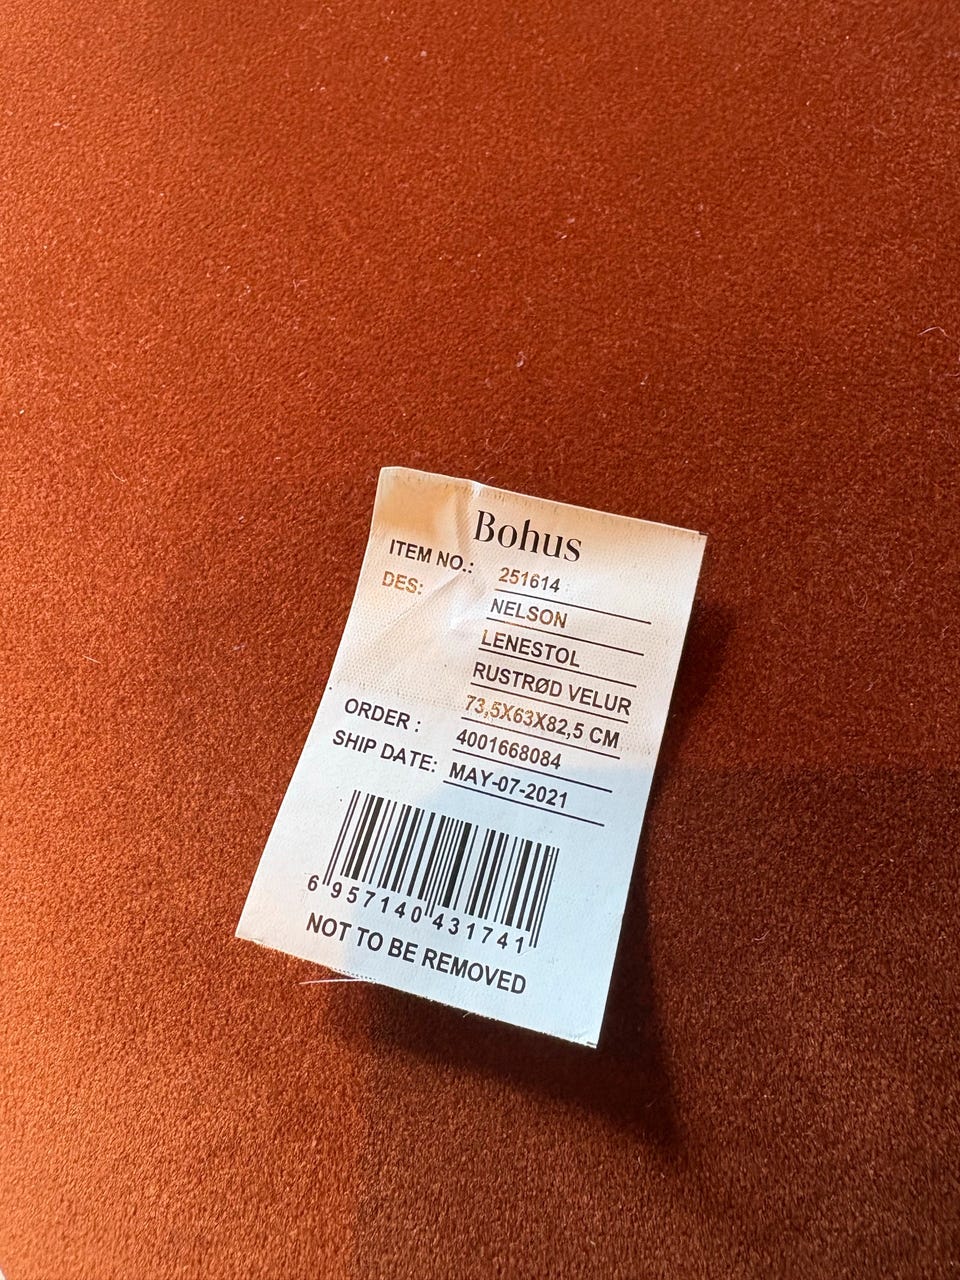 Bohus
ITEM NO.: 251614
DES: NELSON
LENESTOL
RUSTRØD VELUR
73,5X63X82,5 CM
ORDER : 4001668084
SHIP DATE: MAY-07-2021
6 957140 431741
NOT TO BE REMOVED